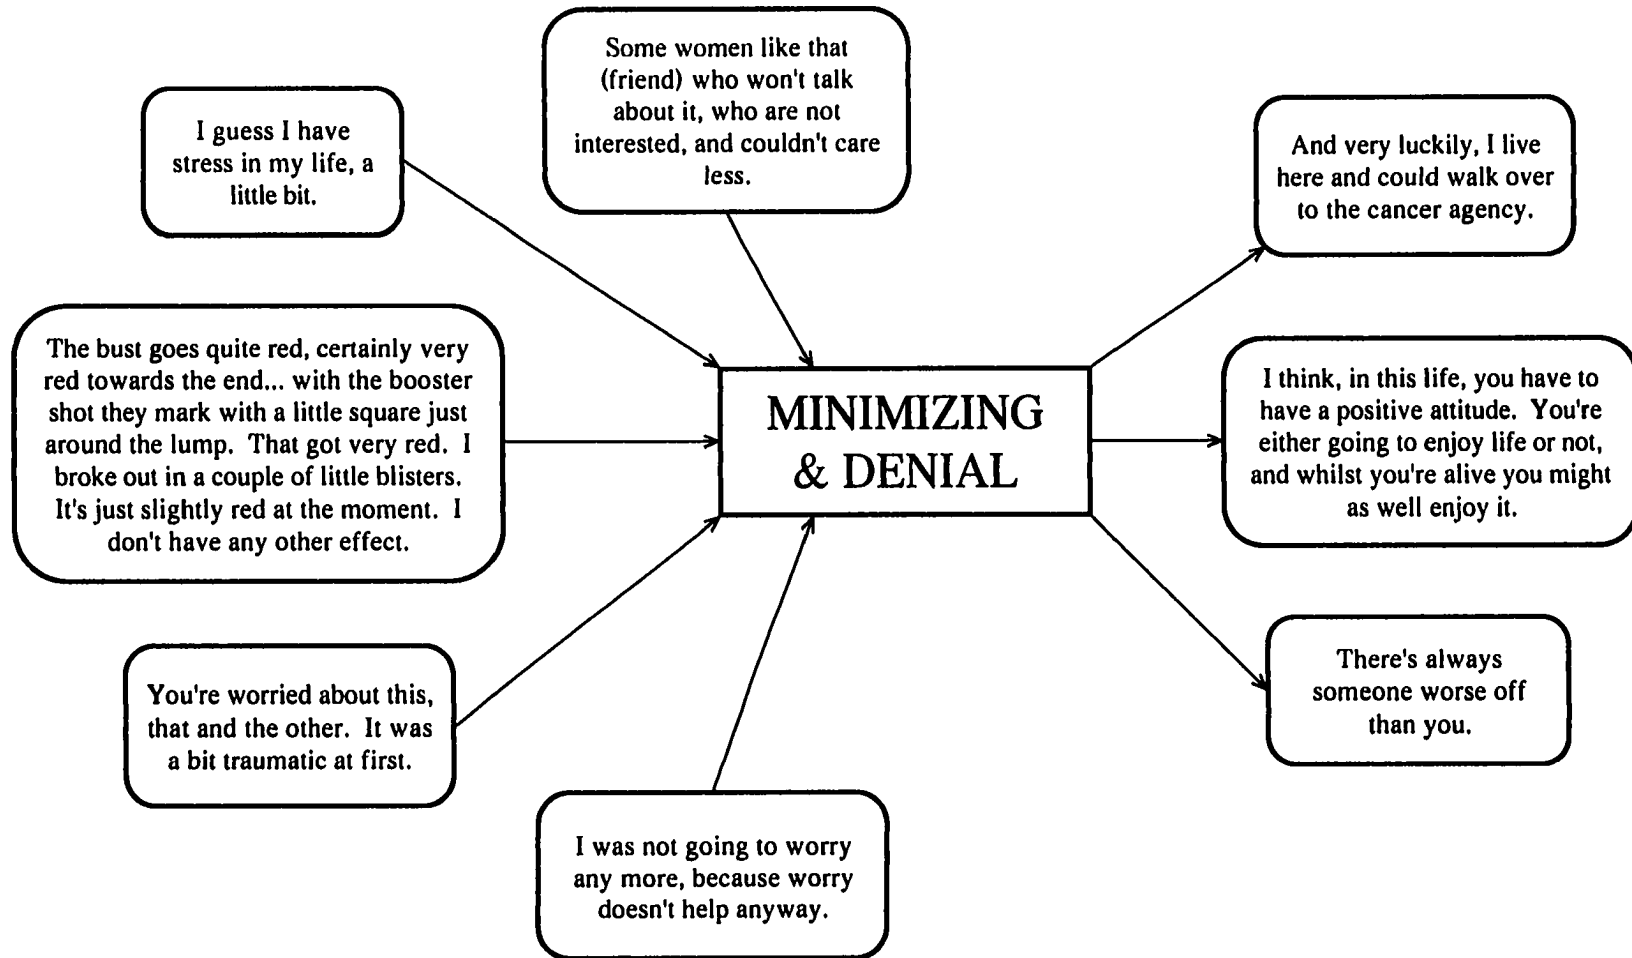 Some women like that
(friend) who won't talk
about it, who are not
interested, and couldn't care
less.
I guess I have
stress in my life, a
little bit.
And very luckily, I live
here and could walk over
to the cancer agency.
The bust goes quite red, certainly very
red towards the end... with the booster
shot they mark with a little square just
around the lump. That got very red. I
broke out in a couple of little blisters.
It's just slightly red at the moment. I
don't have any other effect.
MINIMIZING
& DENIAL
I think, in this life, you have to
have a positive attitude. You're
either going to enjoy life or not,
and whilst you're alive you might
as well enjoy it.
You're worried about this,
that and the other. It was
a bit traumatic at first.
There's always
someone worse off
than you.
I was not going to worry
any more, because worry
doesn't help anyway.